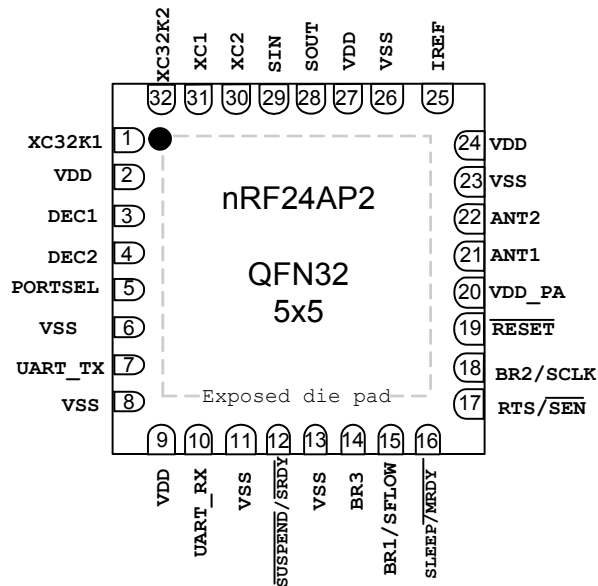 XC32K2
XC1
XC2
SIN
SOUT
VDD
VSS
IREF
32
31
30
29
28
27
26
25
XC32K1 1
VDD 2
DEC1 3
DEC2 4
PORTSEL 5
VSS 6
UART_TX 7
VSS 8
nRF24AP2
QFN32
5x5
Exposed die pad
24 VDD
23 VSS
22 ANT2
21 ANT1
20 VDD_PA
19 RESET
18 BR2/SCLK
17 RTS/SEN
9
10
11
12
13
14
15
16
VDD
UART_RX
VSS
SUSPEND/SRDY
VSS
BR3
BR1/SFLOW
SLEEP/MRDY